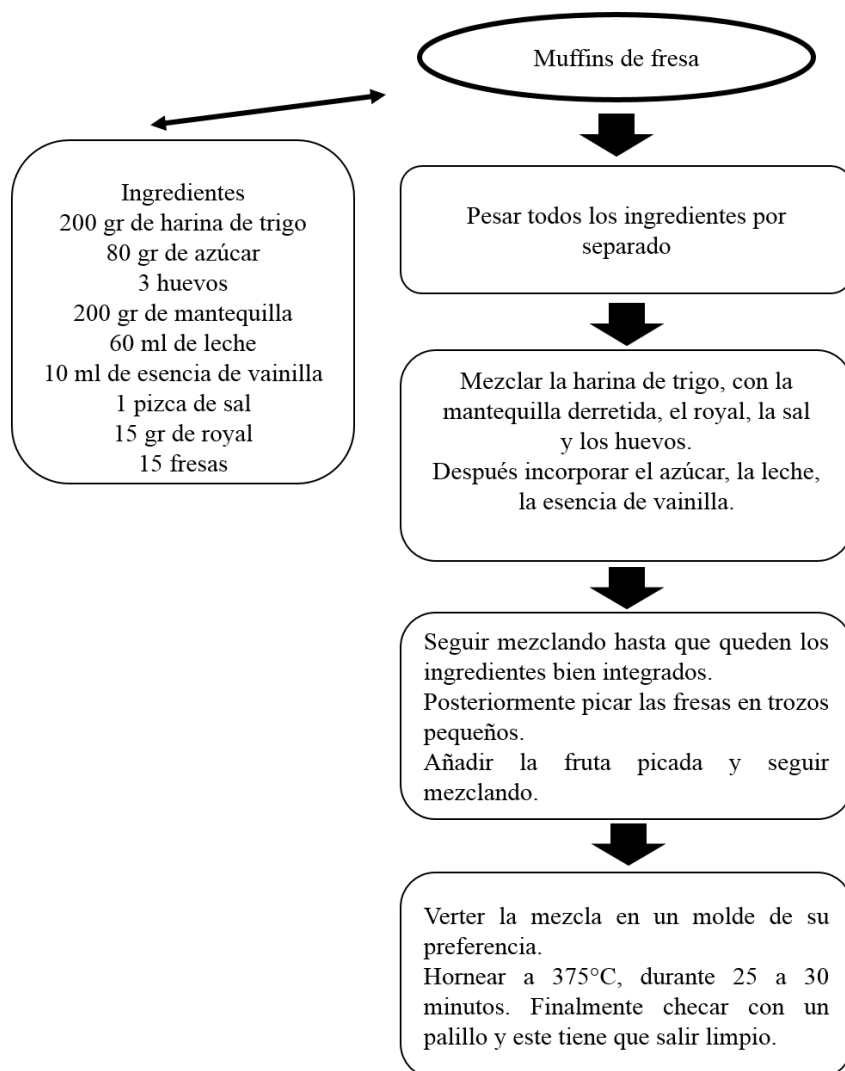 Muffins de fresa
Ingredientes
200 gr de harina de trigo
80 gr de azúcar
3 huevos
200 gr de mantequilla
60 ml de leche
10 ml de esencia de vainilla
1 pizca de sal
15 gr de royal
15 fresas
Pesar todos los ingredientes por
separado
Mezclar la harina de trigo, con la
mantequilla derretida, el royal, la sal
y los huevos.
Después incorporar el azúcar, la leche,
la esencia de vainilla.
Seguir mezclando hasta que queden los
ingredientes bien integrados.
Posteriormente picar las fresas en trozos
pequeños.
Añadir la fruta picada y seguir
mezclando.
Verter la mezcla en un molde de su
preferencia.
Hornear a 375°C, durante 25 a 30
minutos. Finalmente checar con un
palillo y este tiene que salir limpio.